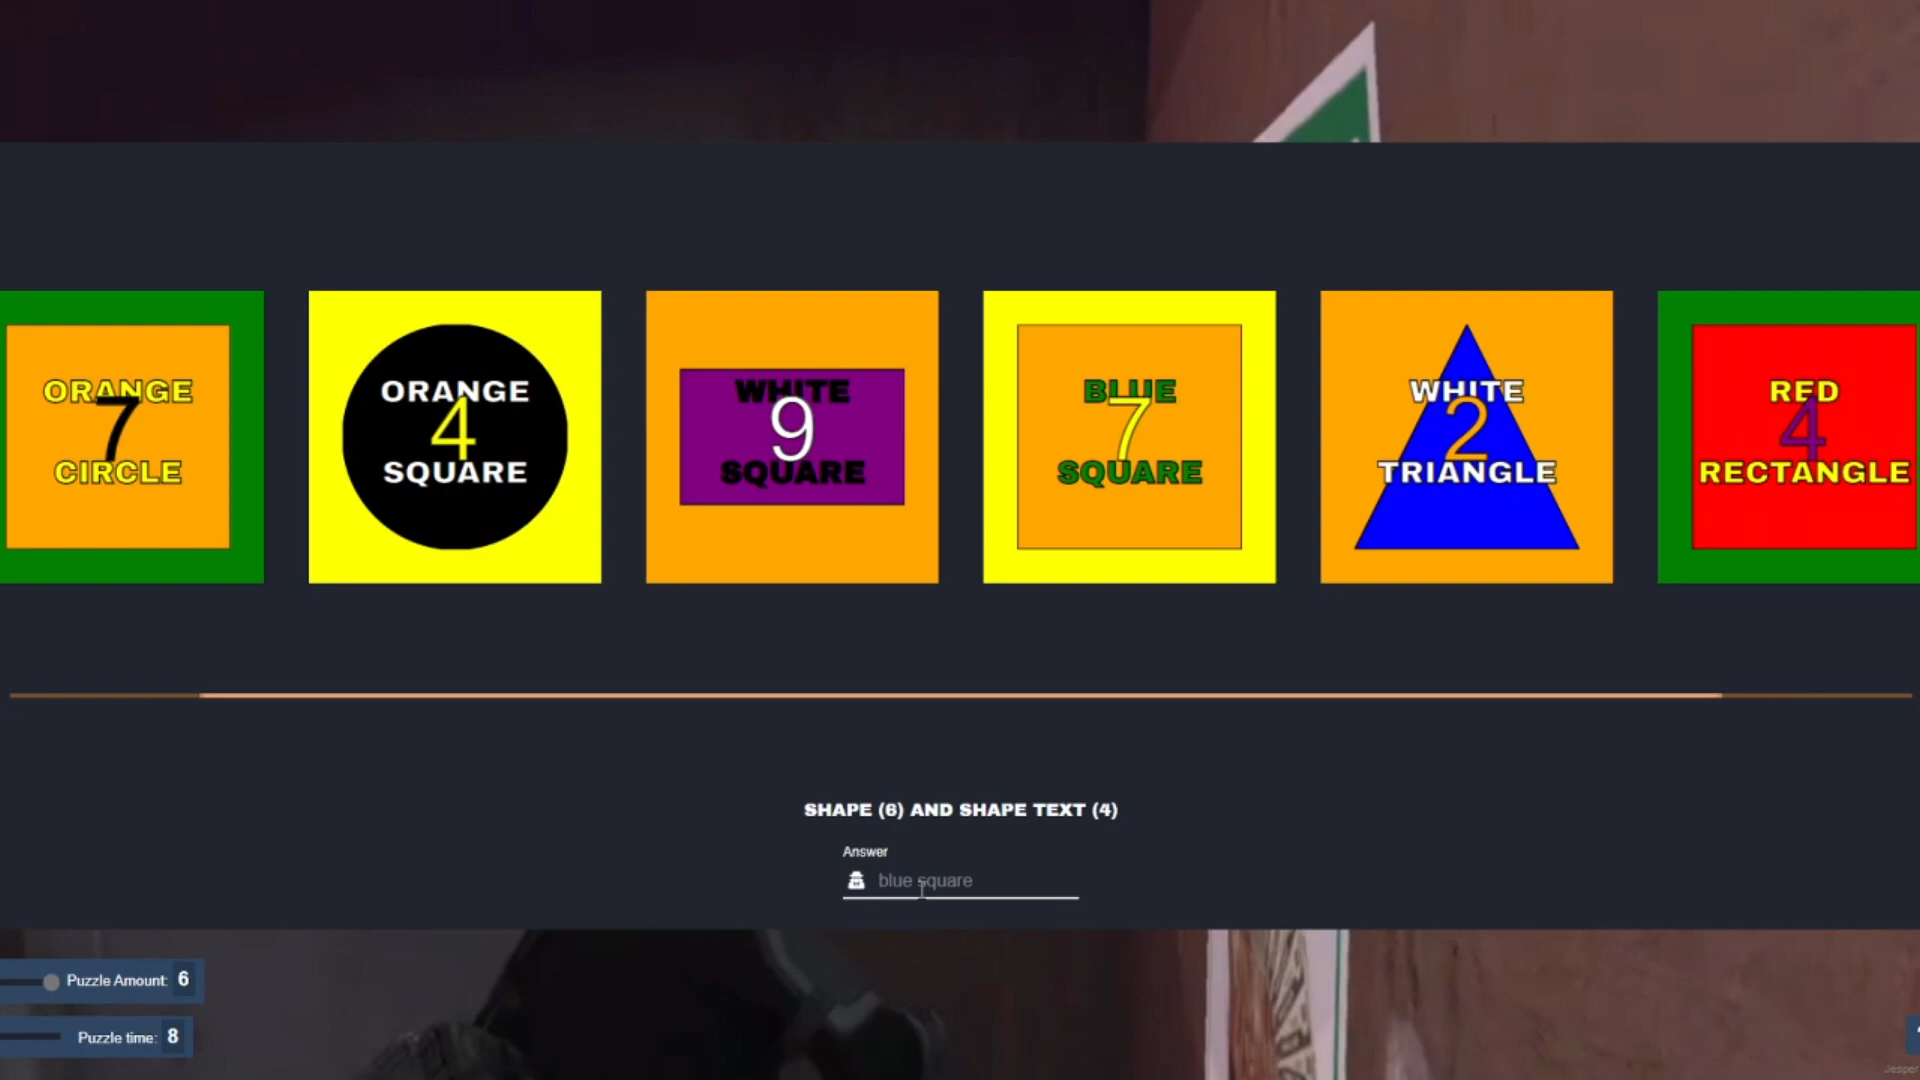 ORANGE
7
CIRCLE
ORANGE
4
SQUARE
WHITE
9
SQUARE
BLUE
7
SQUARE
WHITE
2
TRIANGLE
RED
4
RECTANGLE
SHAPE (6) AND SHAPE TEXT (4)
Answer
blue square
Puzzle Amount: 6
Puzzle time: 8
Jesper